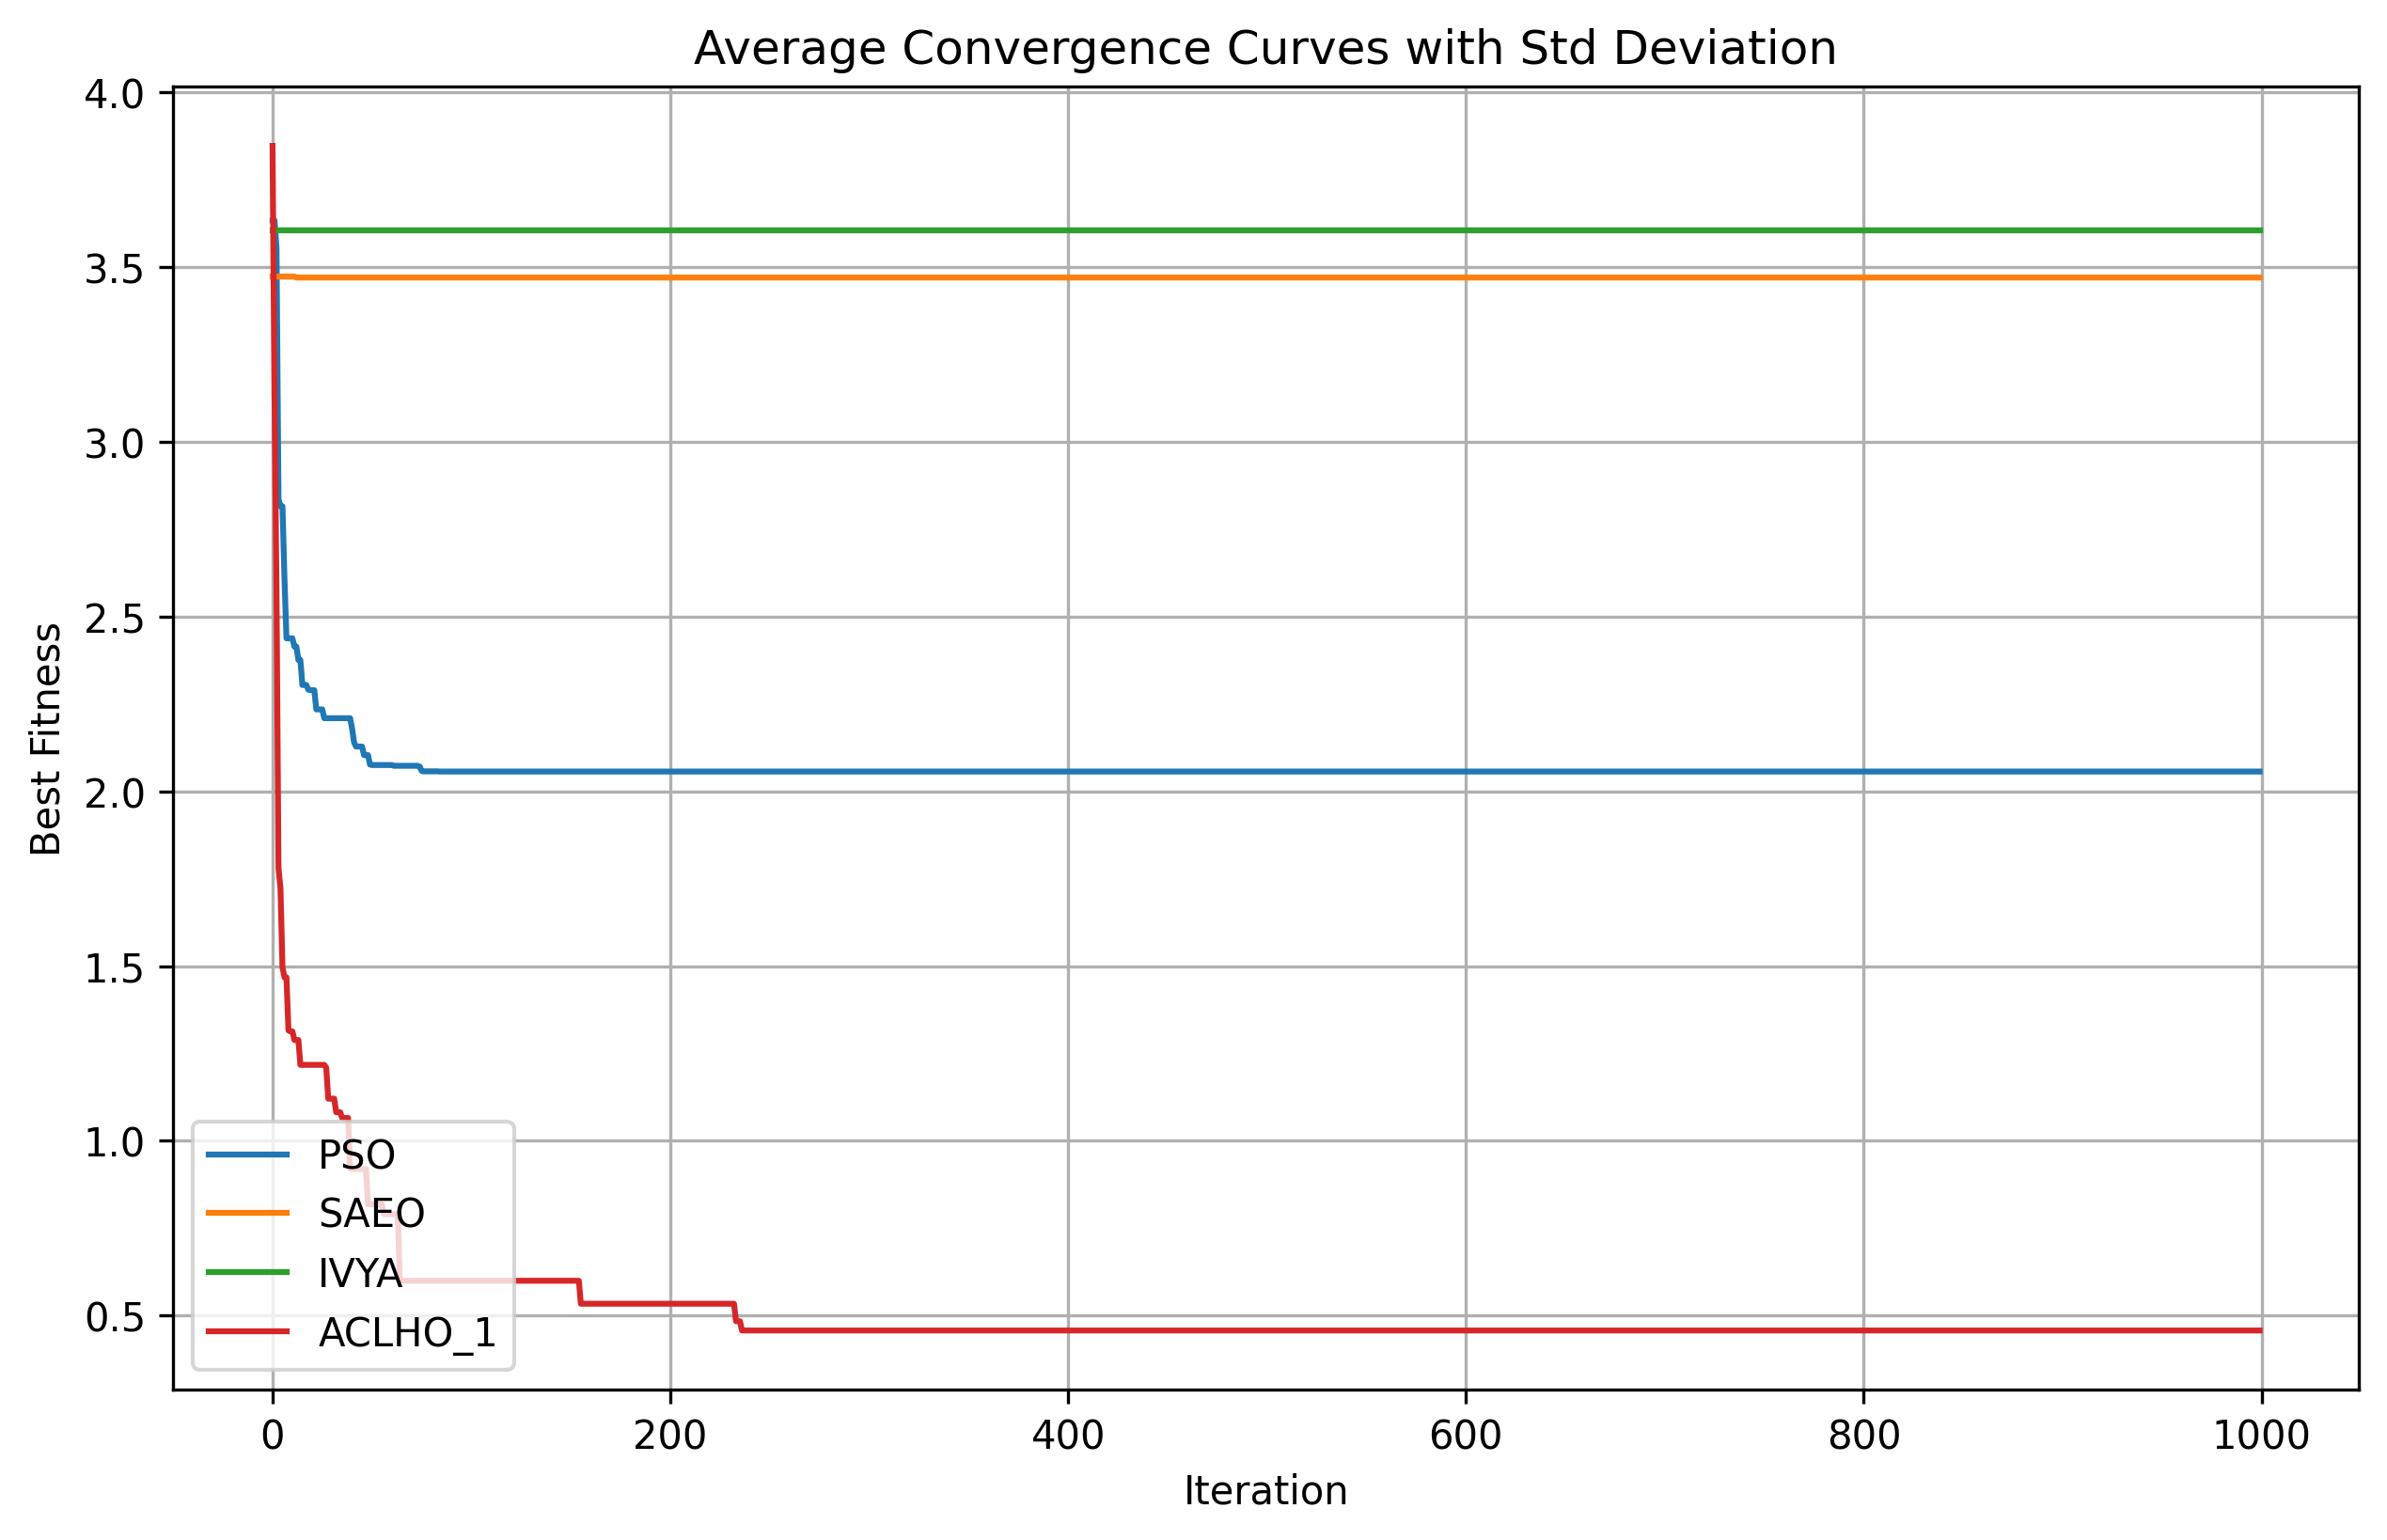 Average Convergence Curves with Std Deviation
4.0
3.5
3.0
2.5
2.0
1.5
1.0
0.5
Best Fitness
PSO
SAEO
IVYA
ACLHO_1
0 200 400 600 800 1000
Iteration